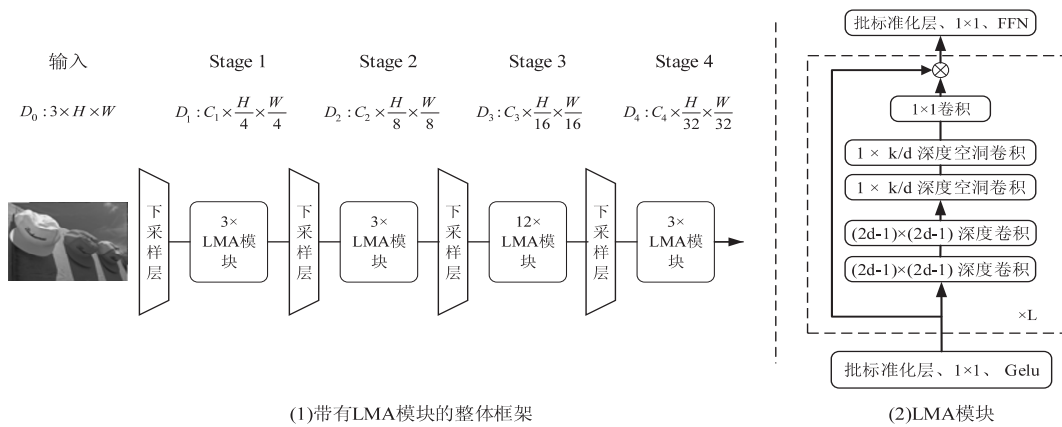 输入
Stage 1
Stage 2
Stage 3
Stage 4
D₀ : 3×H×W
D₁ : C₁ × H/4 × W/4
D₂ : C₂ × H/8 × W/8
D₃ : C₃ × H/16 × W/16
D₄ : C₄ × H/32 × W/32
下采样层
3×
LMA模
块
下采样层
3×
LMA模
块
下采样层
12×
LMA模
块
下采样层
3×
LMA模
块
(1)带有LMA模块的整体框架
批标准化层、1×1、FFN
1×1卷积
1 × k/d 深度空洞卷积
1 × k/d 深度空洞卷积
(2d-1)×(2d-1) 深度卷积
(2d-1)×(2d-1) 深度卷积
×L
批标准化层、1×1、 Gelu
(2)LMA模块